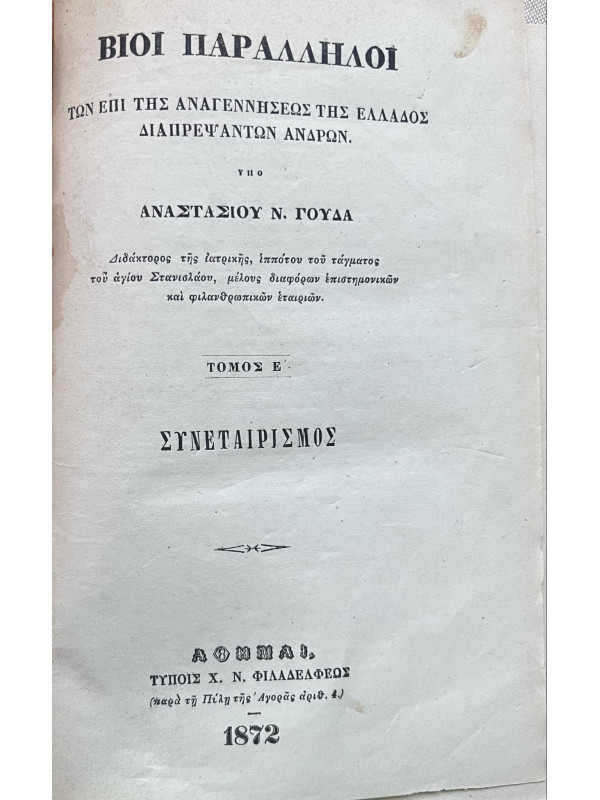 ΒΙΟΙ ΠΑΡΑΛΛΗΛΟΙ
ΤΩΝ ΕΠΙ ΤΗΣ ΑΝΑΓΕΝΝΗΣΕΩΣ ΤΗΣ ΕΛΛΑΔΟΣ
ΔΙΑΠΡΕΨΑΝΤΩΝ ΑΝΔΡΩΝ.
ΥΠΟ
ΑΝΑΣΤΑΣΙΟΥ Ν. ΓΟΥΔΑ
Διδάκτορος τῆς ἰατρικῆς, ἱππότου τοῦ τάγματος
τοῦ ἁγίου Στανισλάου, μέλους διαφόρων ἐπιστημονικῶν
καὶ φιλανθρωπικῶν ἑταιριῶν.
ΤΟΜΟΣ Ε΄
ΣΥΝΕΤΑΙΡΙΣΜΟΣ
ΑΘΗΝΑΙ,
ΤΥΠΟΙΣ Χ. Ν. ΦΙΛΑΔΕΛΦΕΩΣ
(παρὰ τῇ Πύλῃ τῆς Ἀγορᾶς ἀριθ. 4.)
1872